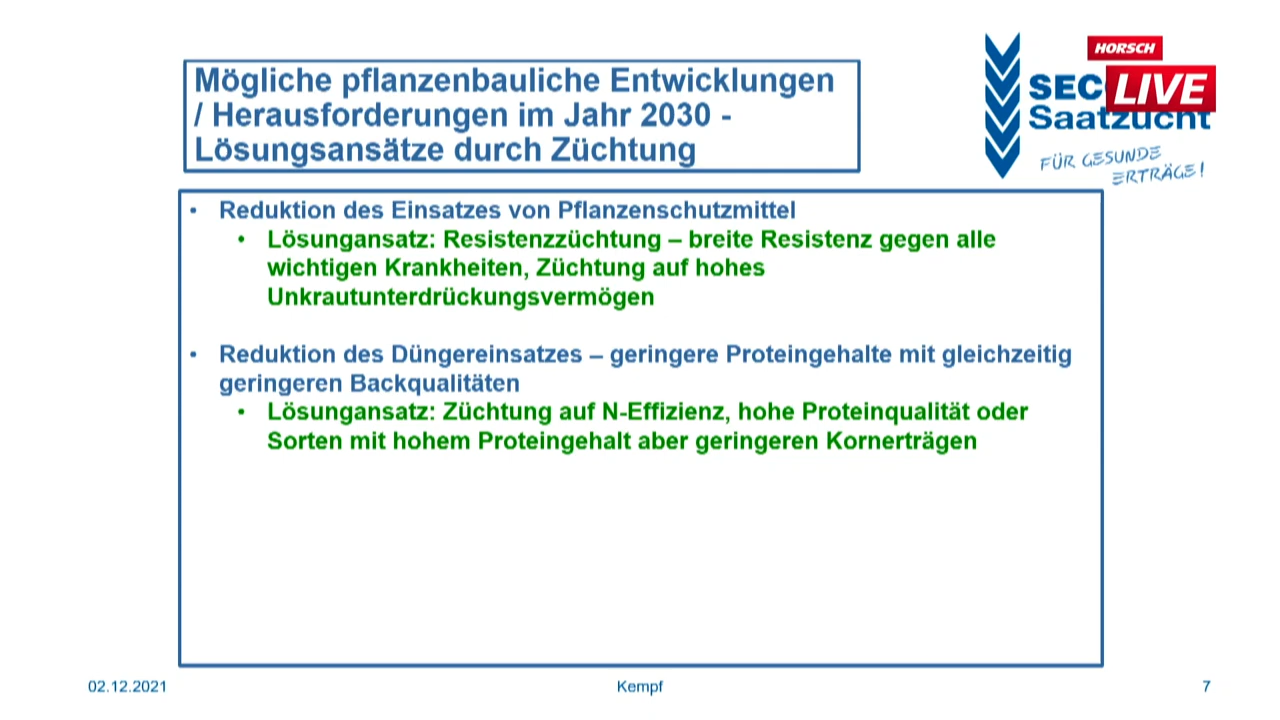 HORSCH
LIVE
SEC
Saatzucht
FÜR GESUNDE
ERTRÄGE!
Mögliche pflanzenbauliche Entwicklungen
/ Herausforderungen im Jahr 2030 -
Lösungsansätze durch Züchtung
• Reduktion des Einsatzes von Pflanzenschutzmittel
• Lösungansatz: Resistenzzüchtung – breite Resistenz gegen alle
wichtigen Krankheiten, Züchtung auf hohes
Unkrautunterdrückungsvermögen
• Reduktion des Düngereinsatzes – geringere Proteingehalte mit gleichzeitig
geringeren Backqualitäten
• Lösungansatz: Züchtung auf N-Effizienz, hohe Proteinqualität oder
Sorten mit hohem Proteingehalt aber geringeren Kornerträgen
02.12.2021
Kempf
7